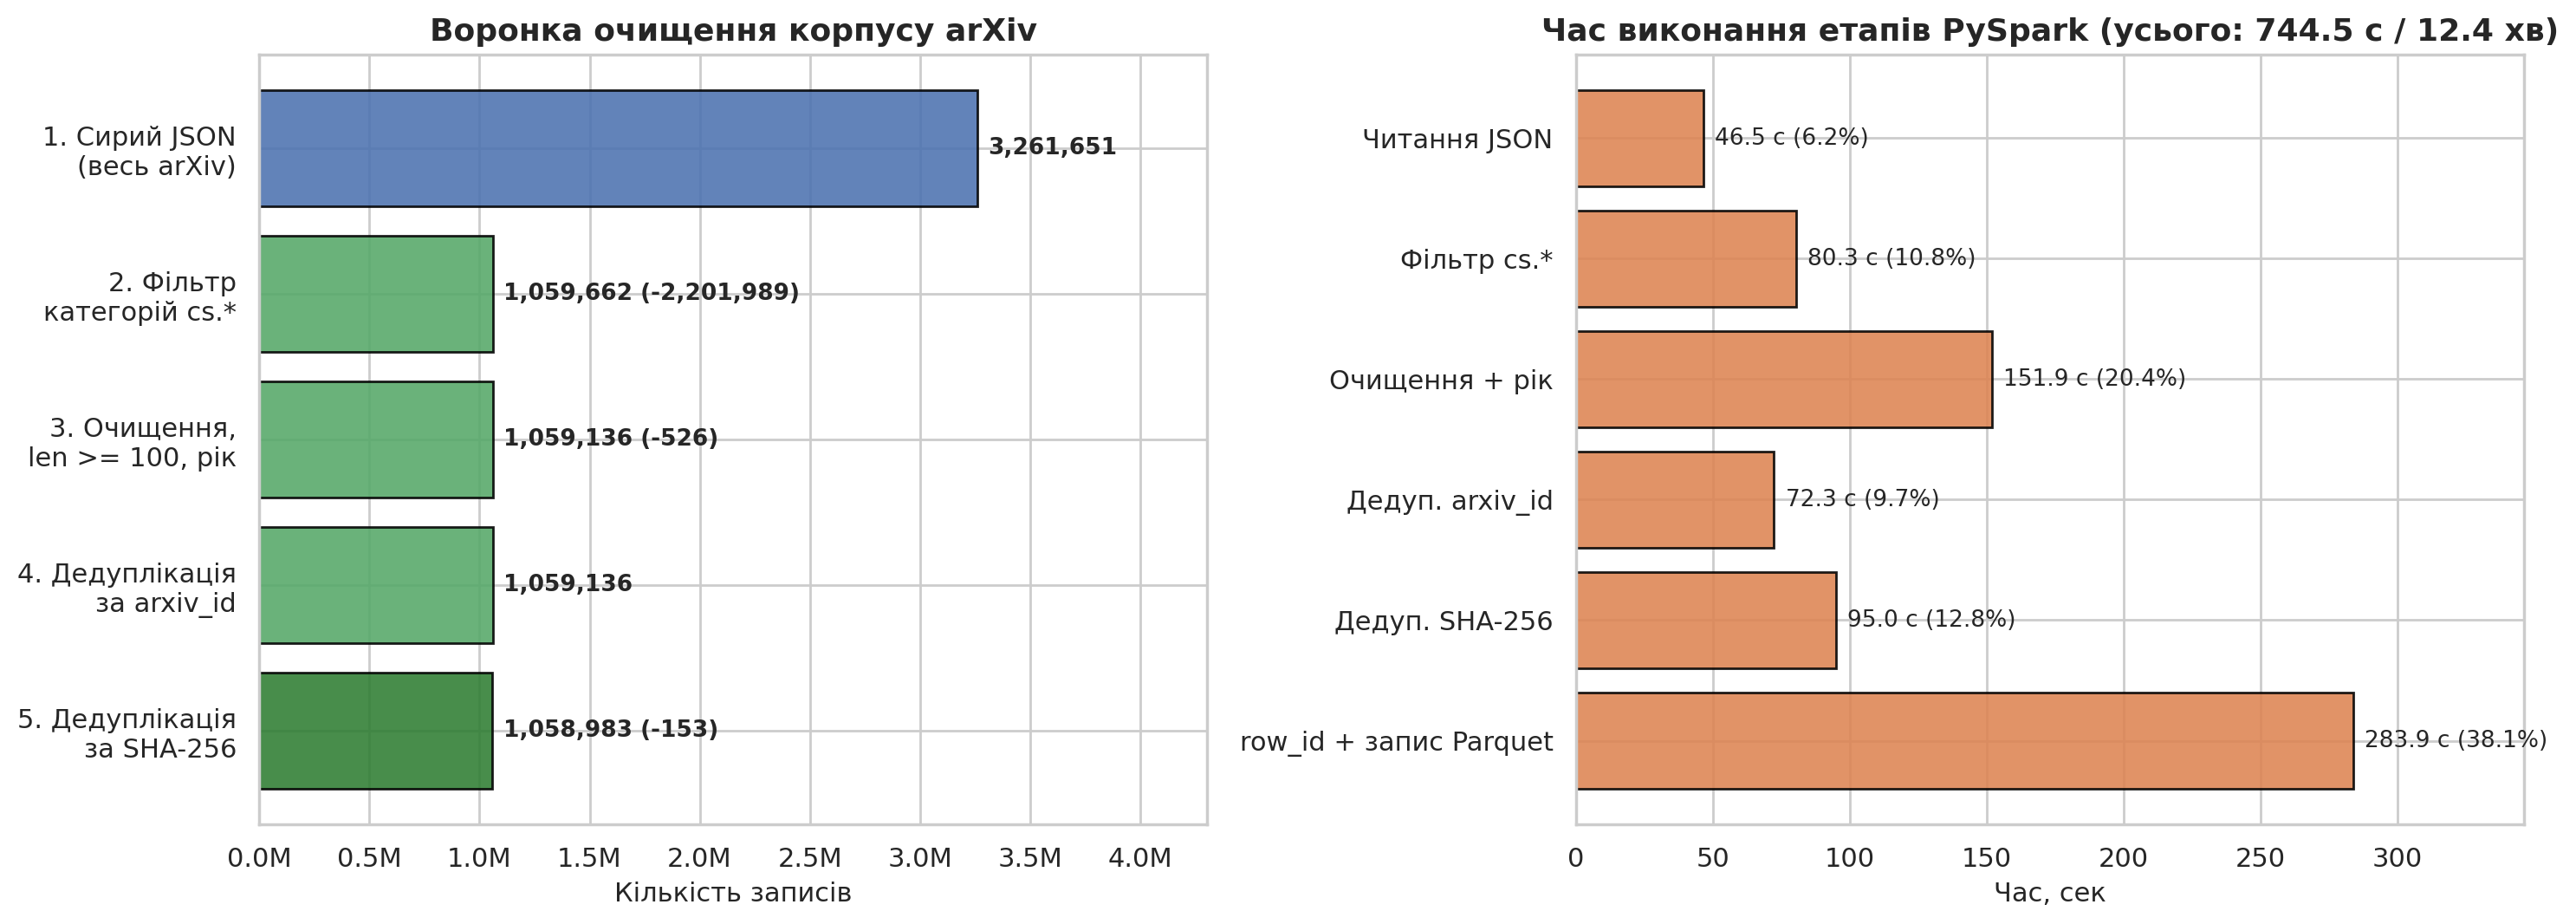 Воронка очищення корпусу arXiv
1. Сирий JSON
(весь arXiv)
3,261,651
2. Фільтр
категорій cs.*
1,059,662 (-2,201,989)
3. Очищення,
len >= 100, рік
1,059,136 (-526)
4. Дедуплікація
за arxiv_id
1,059,136
5. Дедуплікація
за SHA-256
1,058,983 (-153)
0.0M 0.5M 1.0M 1.5M 2.0M 2.5M 3.0M 3.5M 4.0M
Кількість записів
Час виконання етапів PySpark (усього: 744.5 с / 12.4 хв)
Читання JSON
46.5 с (6.2%)
Фільтр cs.*
80.3 с (10.8%)
Очищення + рік
151.9 с (20.4%)
Дедуп. arxiv_id
72.3 с (9.7%)
Дедуп. SHA-256
95.0 с (12.8%)
row_id + запис Parquet
283.9 с (38.1%)
0 50 100 150 200 250 300
Час, сек